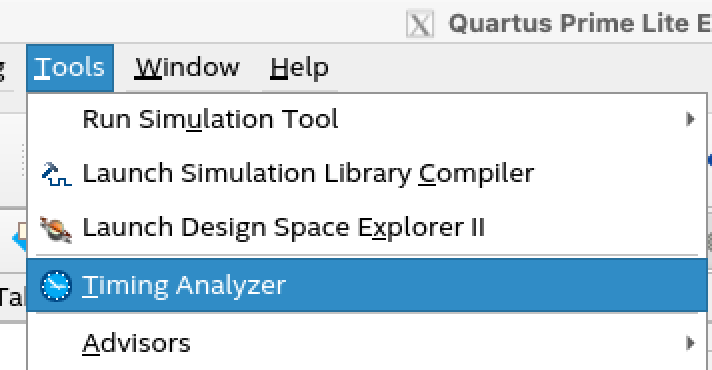 Quartus Prime Lite E
Tools Window Help
Run Simulation Tool
Launch Simulation Library Compiler
Launch Design Space Explorer II
Timing Analyzer
Advisors